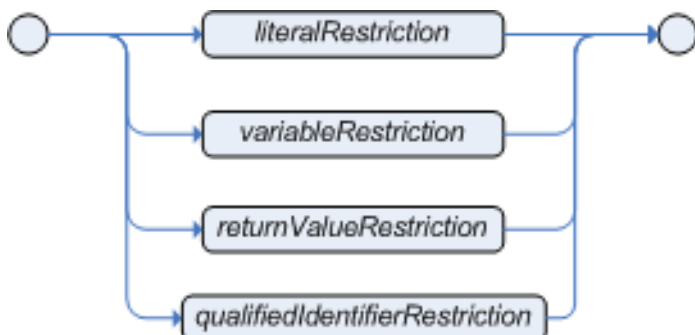 literalRestriction
variableRestriction
returnValueRestriction
qualifiedIdentifierRestriction